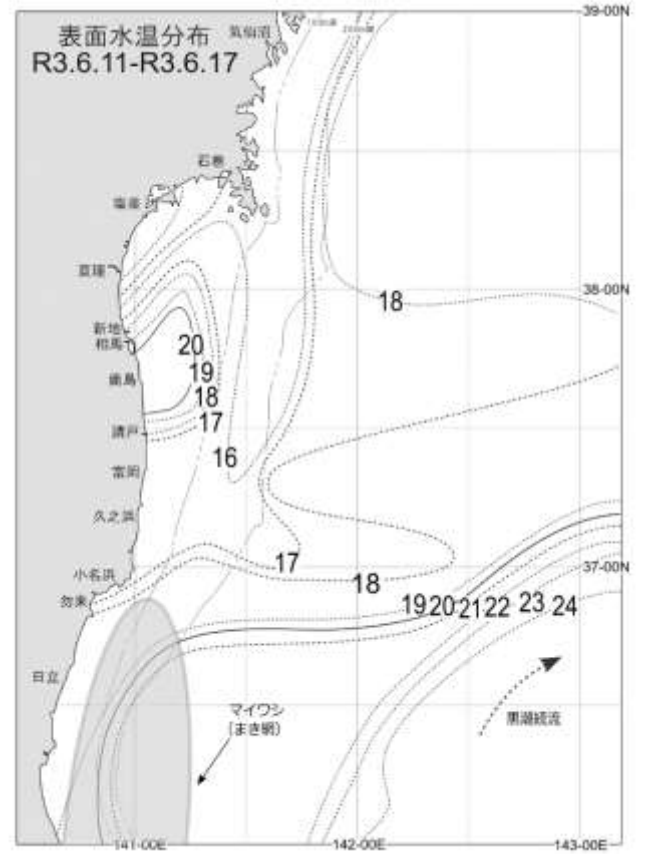 表面水温分布
R3.6.11-R3.6.17
気仙沼
39-00N
石巻
塩釜
亘理
38-00N
18
新地
相馬
20
鹿島
19
18
請戸
17
16
富岡
久之浜
小名浜
17
18
37-00N
勿来
19 20 21 22 23 24
日立
マイワシ
(まき網)
黒潮続流
141-00E
142-00E
143-00E